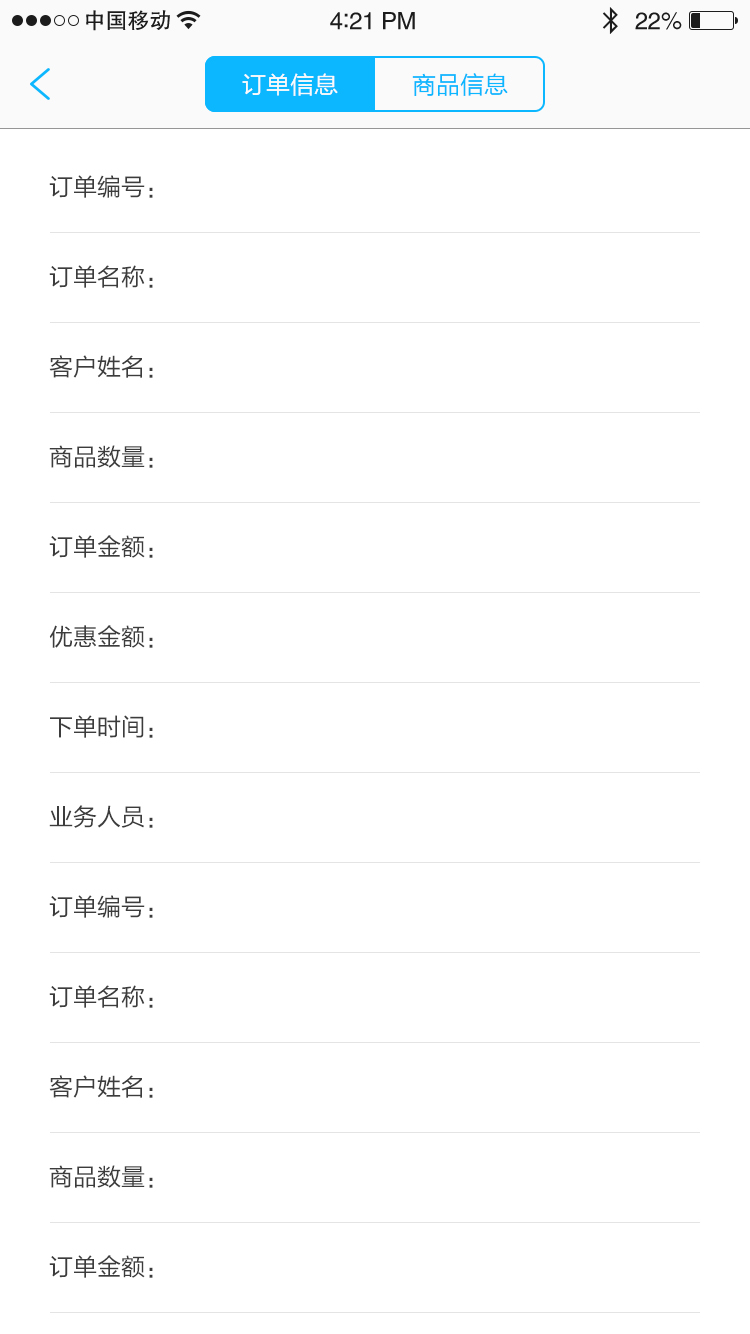 中国移动 4:21 PM 22%
订单信息 商品信息
订单编号：
订单名称：
客户姓名：
商品数量：
订单金额：
优惠金额：
下单时间：
业务人员：
订单编号：
订单名称：
客户姓名：
商品数量：
订单金额：